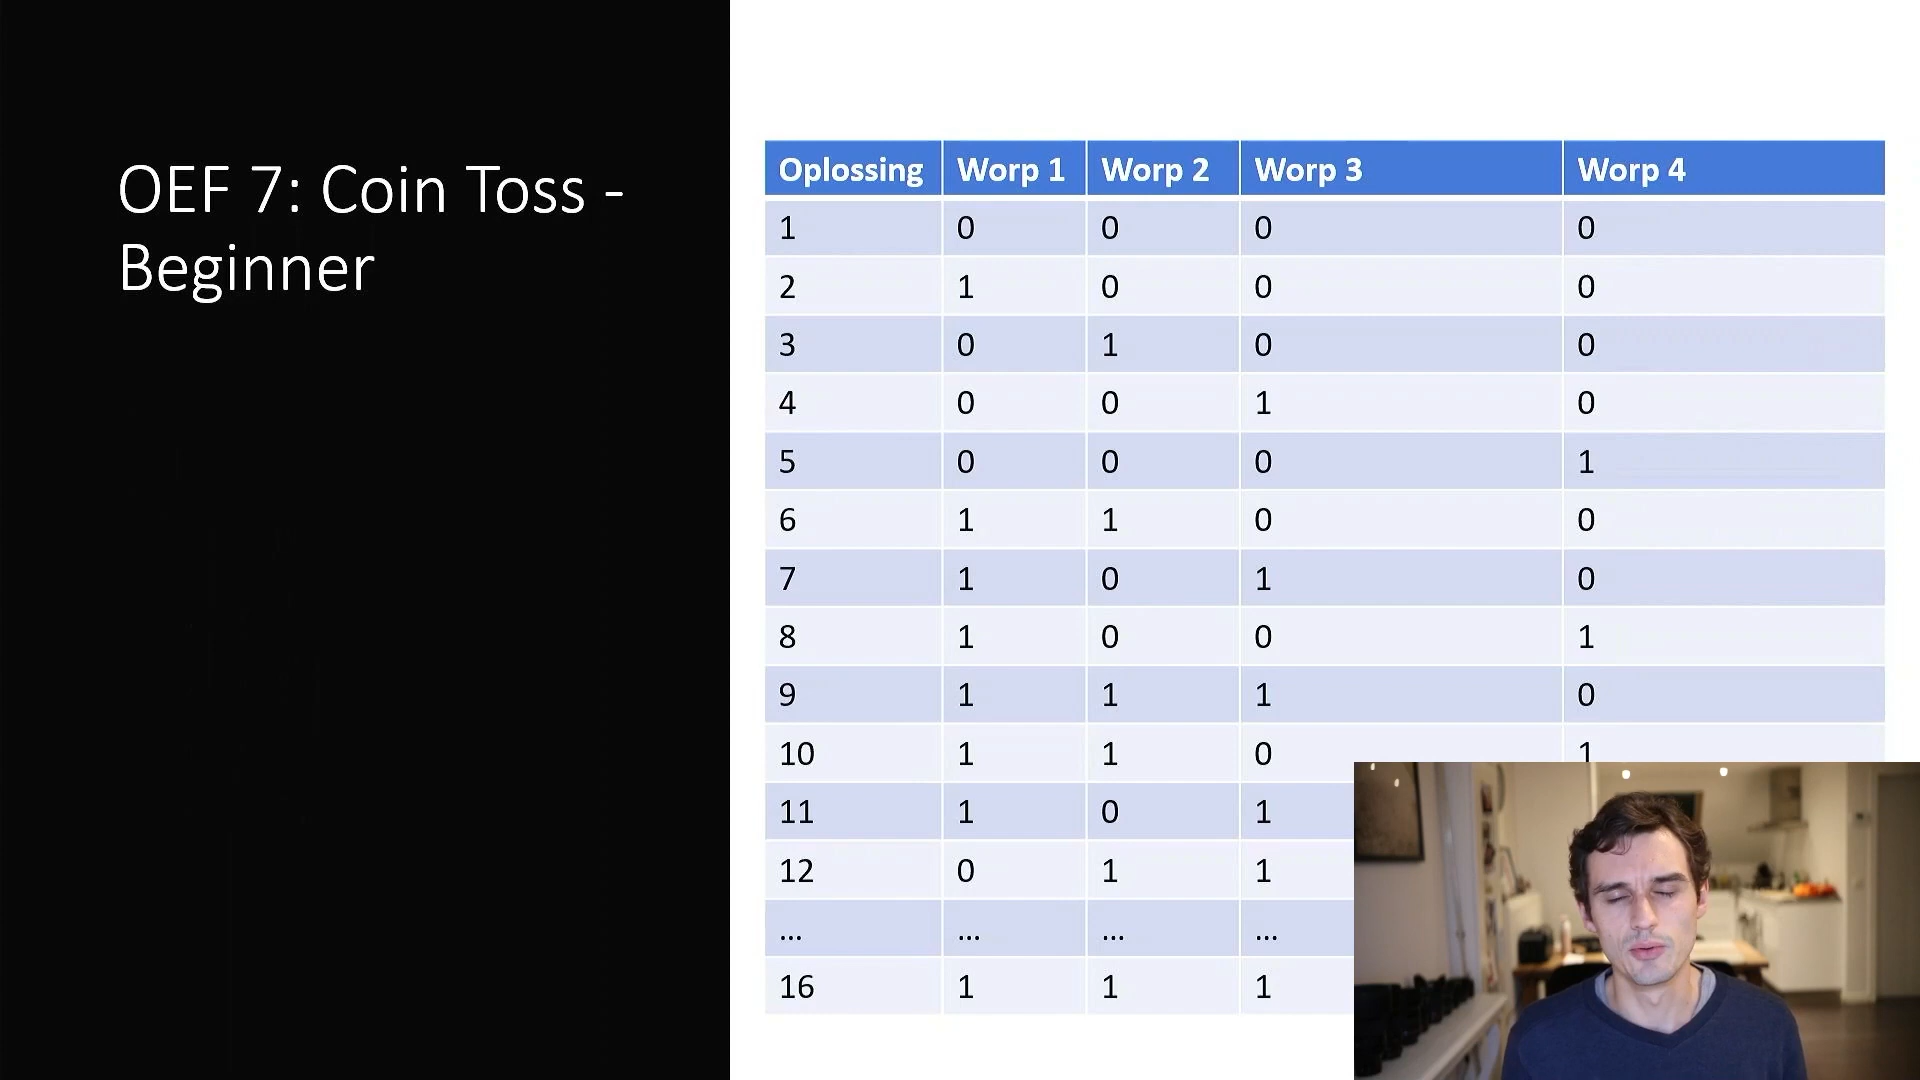 OEF 7: Coin Toss -
Beginner
Oplossing Worp 1 Worp 2 Worp 3 Worp 4
1 0 0 0 0
2 1 0 0 0
3 0 1 0 0
4 0 0 1 0
5 0 0 0 1
6 1 1 0 0
7 1 0 1 0
8 1 0 0 1
9 1 1 1 0
10 1 1 0 1
11 1 0 1
12 0 1 1
... ... ... ...
16 1 1 1